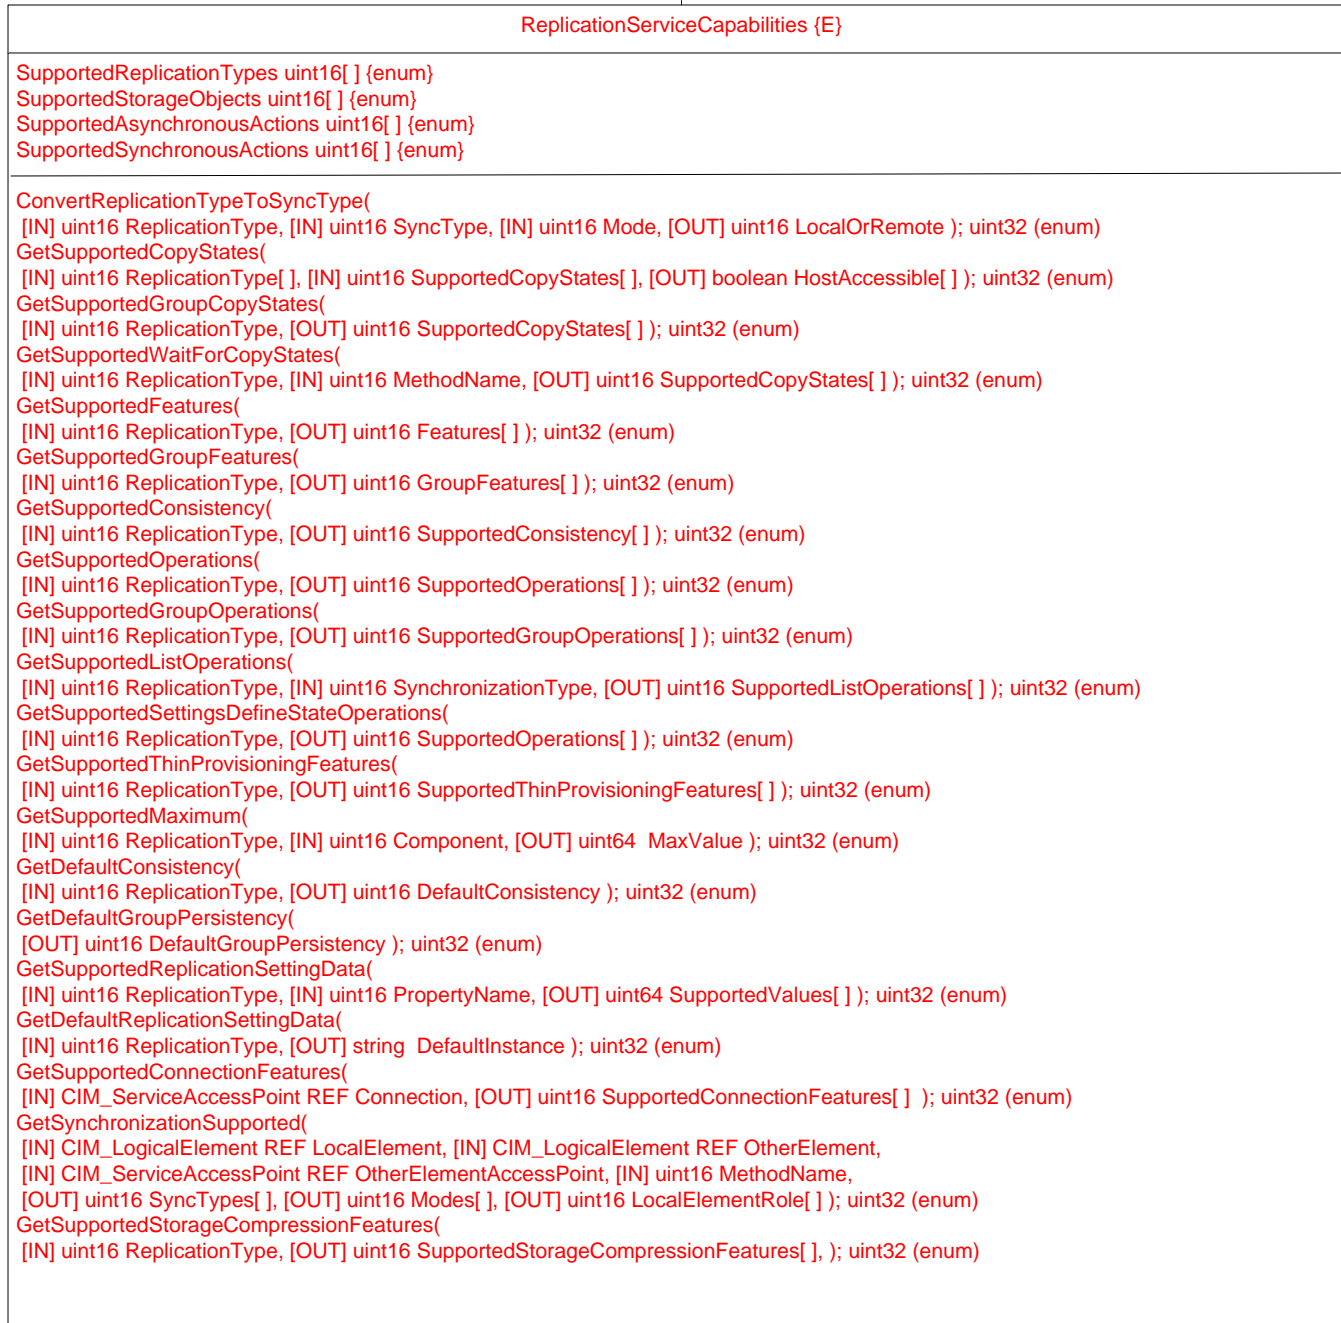 ReplicationServiceCapabilities {E}
SupportedReplicationTypes uint16[ ] {enum}
SupportedStorageObjects uint16[ ] {enum}
SupportedAsynchronousActions uint16[ ] {enum}
SupportedSynchronousActions uint16[ ] {enum}
ConvertReplicationTypeToSyncType(
[IN] uint16 ReplicationType, [IN] uint16 SyncType, [IN] uint16 Mode, [OUT] uint16 LocalOrRemote ); uint32 (enum)
GetSupportedCopyStates(
[IN] uint16 ReplicationType[ ], [IN] uint16 SupportedCopyStates[ ], [OUT] boolean HostAccessible[ ] ); uint32 (enum)
GetSupportedGroupCopyStates(
[IN] uint16 ReplicationType, [OUT] uint16 SupportedCopyStates[ ] ); uint32 (enum)
GetSupportedWaitForCopyStates(
[IN] uint16 ReplicationType, [IN] uint16 MethodName, [OUT] uint16 SupportedCopyStates[ ] ); uint32 (enum)
GetSupportedFeatures(
[IN] uint16 ReplicationType, [OUT] uint16 Features[ ] ); uint32 (enum)
GetSupportedGroupFeatures(
[IN] uint16 ReplicationType, [OUT] uint16 GroupFeatures[ ] ); uint32 (enum)
GetSupportedConsistency(
[IN] uint16 ReplicationType, [OUT] uint16 SupportedConsistency[ ] ); uint32 (enum)
GetSupportedOperations(
[IN] uint16 ReplicationType, [OUT] uint16 SupportedOperations[ ] ); uint32 (enum)
GetSupportedGroupOperations(
[IN] uint16 ReplicationType, [OUT] uint16 SupportedGroupOperations[ ] ); uint32 (enum)
GetSupportedListOperations(
[IN] uint16 ReplicationType, [IN] uint16 SynchronizationType, [OUT] uint16 SupportedListOperations[ ] ); uint32 (enum)
GetSupportedSettingsDefineStateOperations(
[IN] uint16 ReplicationType, [OUT] uint16 SupportedOperations[ ] ); uint32 (enum)
GetSupportedThinProvisioningFeatures(
[IN] uint16 ReplicationType, [OUT] uint16 SupportedThinProvisioningFeatures[ ] ); uint32 (enum)
GetSupportedMaximum(
[IN] uint16 ReplicationType, [IN] uint16 Component, [OUT] uint64  MaxValue ); uint32 (enum)
GetDefaultConsistency(
[IN] uint16 ReplicationType, [OUT] uint16 DefaultConsistency ); uint32 (enum)
GetDefaultGroupPersistency(
[OUT] uint16 DefaultGroupPersistency ); uint32 (enum)
GetSupportedReplicationSettingData(
[IN] uint16 ReplicationType, [IN] uint16 PropertyName, [OUT] uint64 SupportedValues[ ] ); uint32 (enum)
GetDefaultReplicationSettingData(
[IN] uint16 ReplicationType, [OUT] string  DefaultInstance ); uint32 (enum)
GetSupportedConnectionFeatures(
[IN] CIM_ServiceAccessPoint REF Connection, [OUT] uint16 SupportedConnectionFeatures[ ]  ); uint32 (enum)
GetSynchronizationSupported(
[IN] CIM_LogicalElement REF LocalElement, [IN] CIM_LogicalElement REF OtherElement,
[IN] CIM_ServiceAccessPoint REF OtherElementAccessPoint, [IN] uint16 MethodName,
[OUT] uint16 SyncTypes[ ], [OUT] uint16 Modes[ ], [OUT] uint16 LocalElementRole[ ] ); uint32 (enum)
GetSupportedStorageCompressionFeatures(
[IN] uint16 ReplicationType, [OUT] uint16 SupportedStorageCompressionFeatures[ ], ); uint32 (enum)